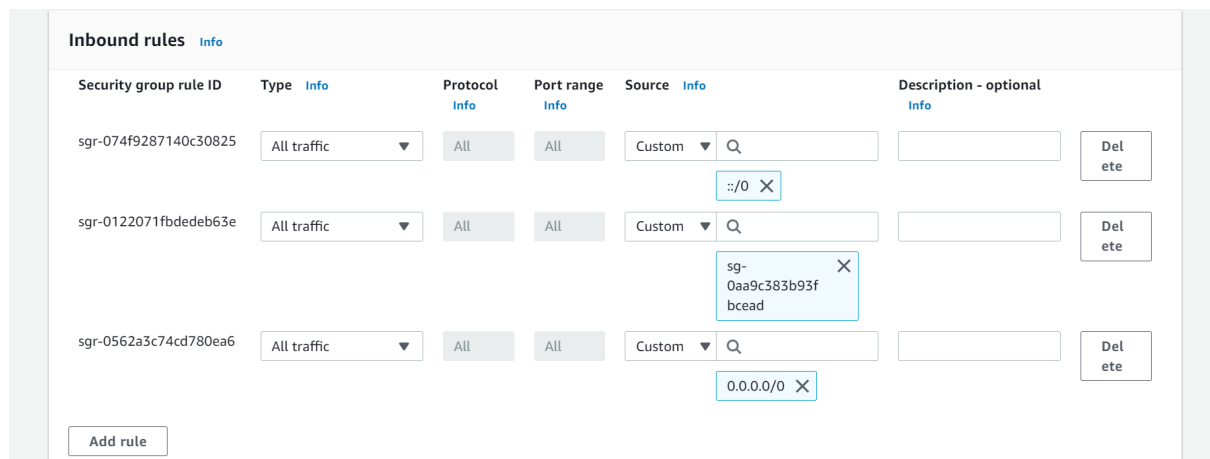 Inbound rules Info
Security group rule ID Type Info Protocol Port range Source Info Description - optional
Info Info Info
sgr-074f9287140c30825 All traffic All All Custom Del
ete
::/0
sgr-0122071fbdedeb63e All traffic All All Custom Del
ete
sg-
0aa9c383b93f
bcead
sgr-0562a3c74cd780ea6 All traffic All All Custom Del
ete
0.0.0.0/0
Add rule